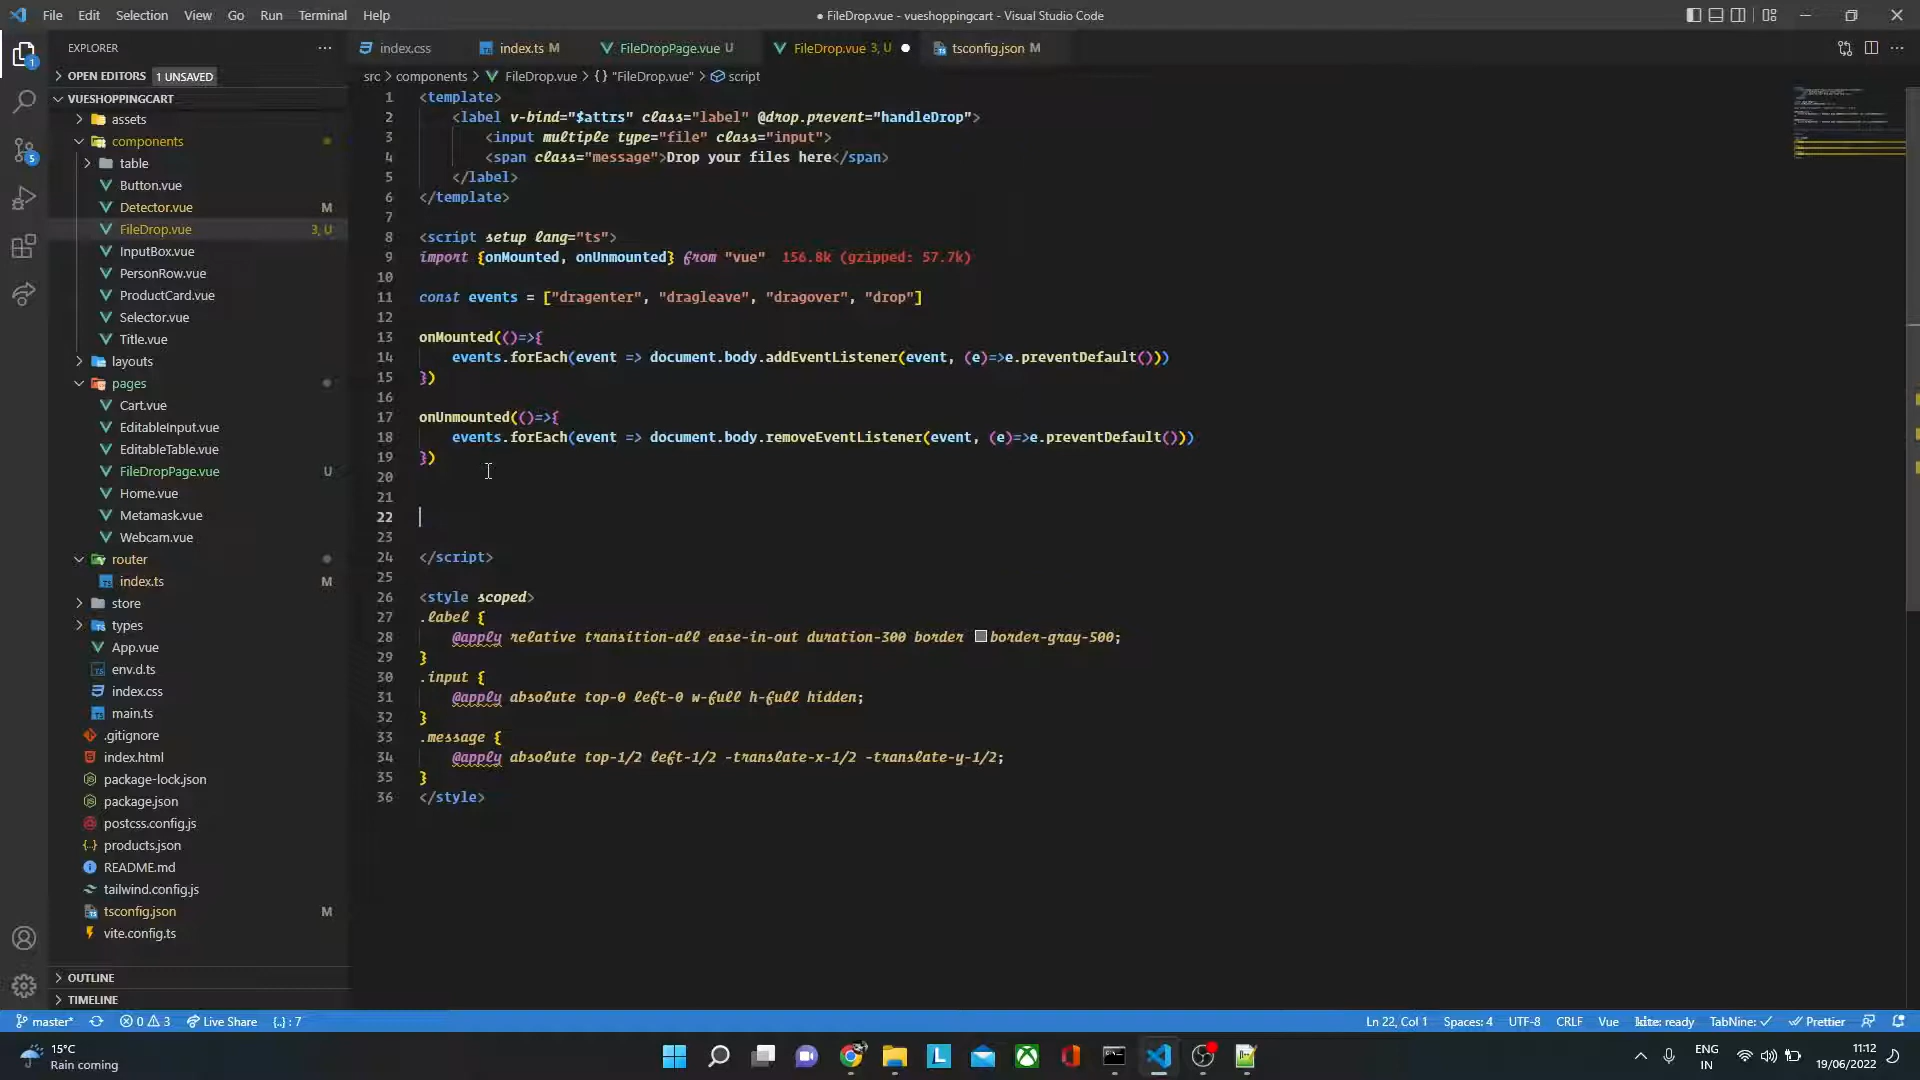 File Edit Selection View Go Run Terminal Help
● FileDrop.vue - vueshoppingcart - Visual Studio Code
EXPLORER
OPEN EDITORS 1 UNSAVED
VUESHOPPINGCART
assets
components
table
Button.vue
Detector.vue M
FileDrop.vue 3, U
InputBox.vue
PersonRow.vue
ProductCard.vue
Selector.vue
Title.vue
layouts
pages
Cart.vue
EditableInput.vue
EditableTable.vue
FileDropPage.vue U
Home.vue
Metamask.vue
Webcam.vue
router
index.ts M
store
types
App.vue
env.d.ts
index.css
main.ts
.gitignore
index.html
package-lock.json
package.json
postcss.config.js
products.json
README.md
tailwind.config.js
tsconfig.json M
vite.config.ts
OUTLINE
TIMELINE
index.css index.ts M FileDropPage.vue U FileDrop.vue 3, U ● tsconfig.json M
src > components > FileDrop.vue > {} "FileDrop.vue" > script
1 <template>
2 <label v-bind="$attrs" class="label" @drop.prevent="handleDrop">
3 <input multiple type="file" class="input">
4 <span class="message">Drop your files here</span>
5 </label>
6 </template>
7
8 <script setup lang="ts">
9 import {onMounted, onUnmounted} from "vue" 156.8k (gzipped: 57.7k)
10
11 const events = ["dragenter", "dragleave", "dragover", "drop"]
12
13 onMounted(()=>{
14 events.forEach(event => document.body.addEventListener(event, (e)=>e.preventDefault()))
15 })
16
17 onUnmounted(()=>{
18 events.forEach(event => document.body.removeEventListener(event, (e)=>e.preventDefault()))
19 })
20
21
22
23
24 </script>
25
26 <style scoped>
27 .label {
28 @apply relative transition-all ease-in-out duration-300 border border-gray-500;
29 }
30 .input {
31 @apply absolute top-0 left-0 w-full h-full hidden;
32 }
33 .message {
34 @apply absolute top-1/2 left-1/2 -translate-x-1/2 -translate-y-1/2;
35 }
36 </style>
master* 0 3 Live Share {..} : 7
Ln 22, Col 1 Spaces: 4 UTF-8 CRLF Vue kite: ready TabNine: ✓ Prettier
15°C
Rain coming
ENG
IN
11:12
19/06/2022